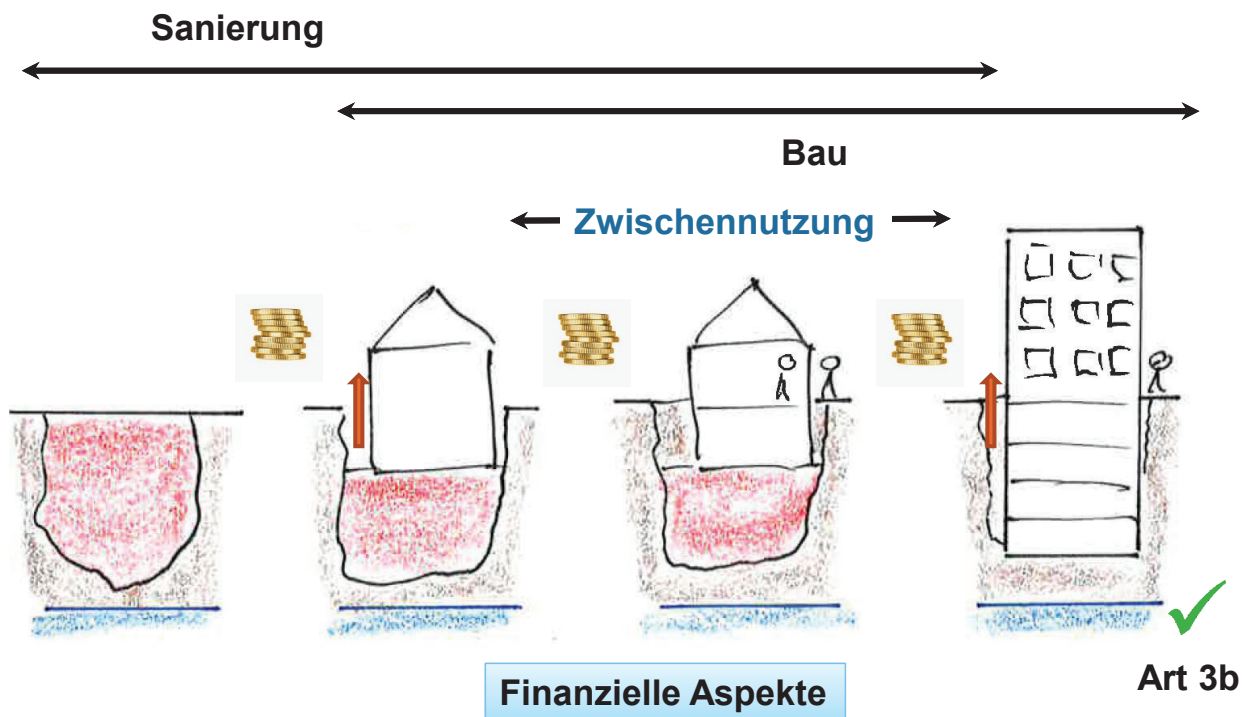 Sanierung
Bau
Zwischennutzung
Finanzielle Aspekte
Art 3b